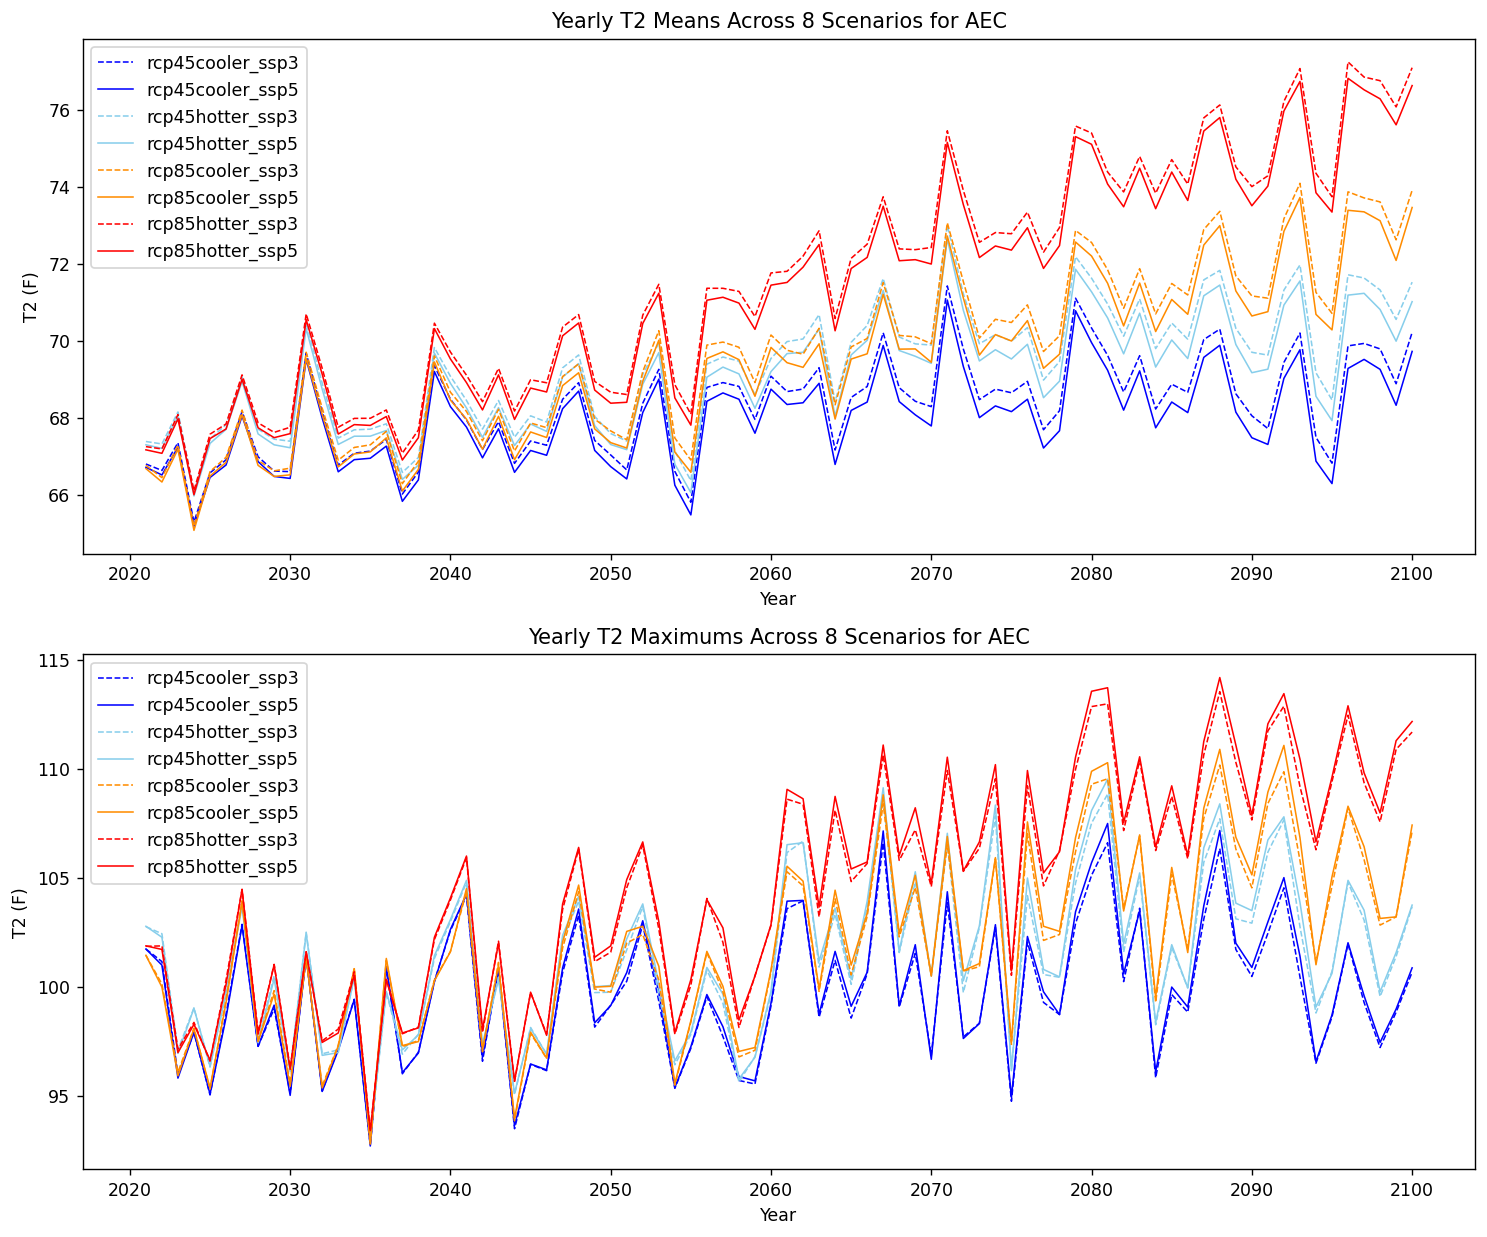 Yearly T2 Means Across 8 Scenarios for AEC
rcp45cooler_ssp3
rcp45cooler_ssp5
rcp45hotter_ssp3
rcp45hotter_ssp5
rcp85cooler_ssp3
rcp85cooler_ssp5
rcp85hotter_ssp3
rcp85hotter_ssp5
T2 (F)
76
74
72
70
68
66
2020 2030 2040 2050 2060 2070 2080 2090 2100
Year
Yearly T2 Maximums Across 8 Scenarios for AEC
rcp45cooler_ssp3
rcp45cooler_ssp5
rcp45hotter_ssp3
rcp45hotter_ssp5
rcp85cooler_ssp3
rcp85cooler_ssp5
rcp85hotter_ssp3
rcp85hotter_ssp5
T2 (F)
115
110
105
100
95
2020 2030 2040 2050 2060 2070 2080 2090 2100
Year